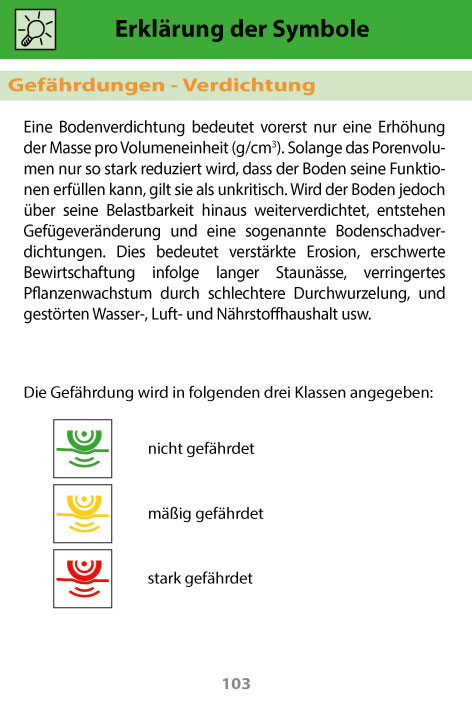 Erklärung der Symbole
Gefährdungen - Verdichtung
Eine Bodenverdichtung bedeutet vorerst nur eine Erhöhung
der Masse pro Volumeneinheit (g/cm³). Solange das Porenvolu-
men nur so stark reduziert wird, dass der Boden seine Funktio-
nen erfüllen kann, gilt sie als unkritisch. Wird der Boden jedoch
über seine Belastbarkeit hinaus weiterverdichtet, entstehen
Gefügeveränderung und eine sogenannte Bodenschadver-
dichtungen. Dies bedeutet verstärkte Erosion, erschwerte
Bewirtschaftung infolge langer Staunässe, verringertes
Pflanzenwachstum durch schlechtere Durchwurzelung, und
gestörten Wasser-, Luft- und Nährstoffhaushalt usw.
Die Gefährdung wird in folgenden drei Klassen angegeben:
nicht gefährdet
mäßig gefährdet
stark gefährdet
103